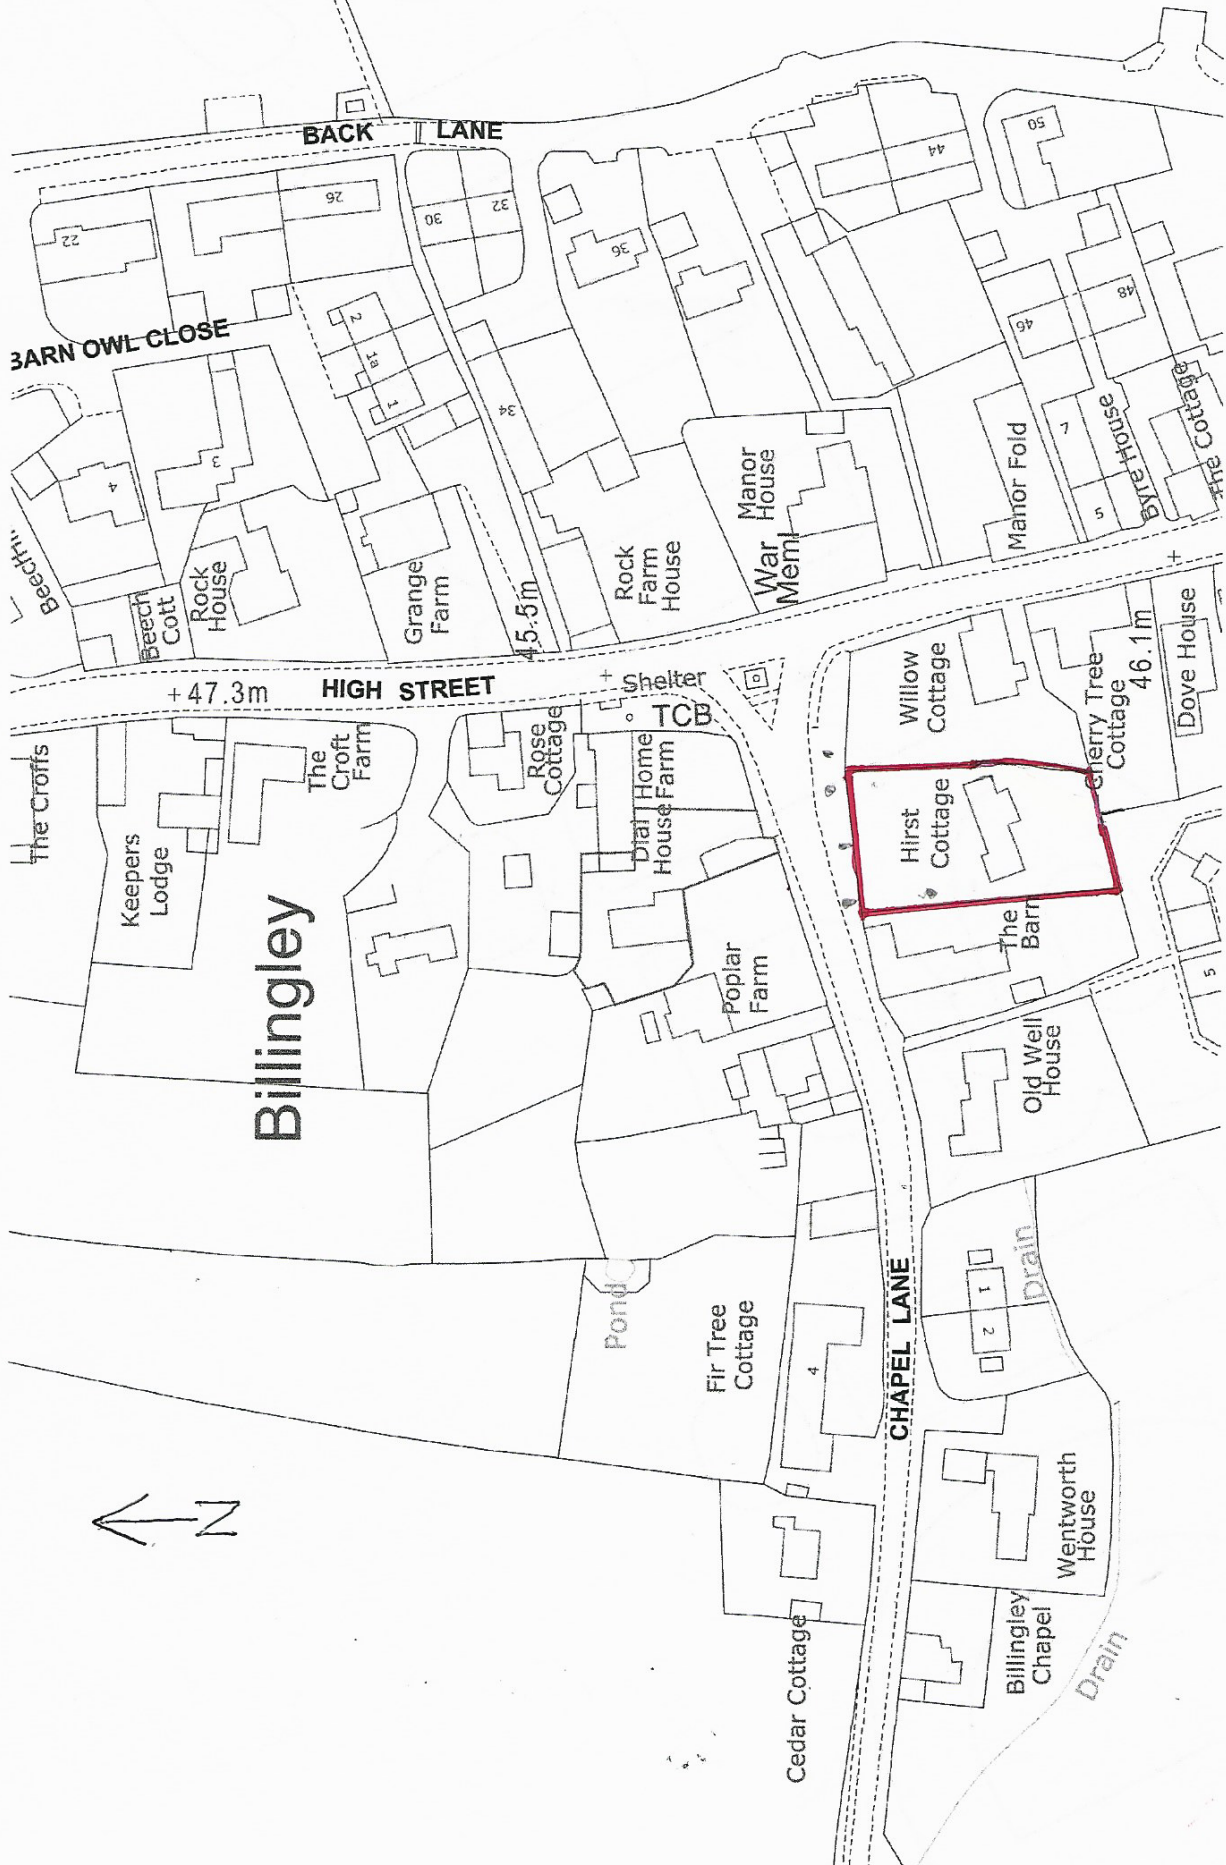 BACK LANE
50
44
26
32
30
22
36
48
46
BARN OWL CLOSE
2
1a
1
34
3
4
7
5
Manor Fold
Byre House
The Cottage
Manor
House
War
Meml
Rock
Farm
House
Grange
Farm
45.5m
Rock
House
Beech
Cott
+47.3m
HIGH STREET
Shelter
TCB
Willow
Cottage
Cherry Tree
Cottage
46.1m
Dove House
The Crofts
Keepers
Lodge
The
Croft
Farm
Rose
Cottage
Dial
House
Home
Farm
Hirst
Cottage
The
Barn
Billingley
Poplar
Farm
Old Well
House
5
Pond
Fir Tree
Cottage
4
CHAPEL LANE
1
2
Drain
N
Wentworth
House
Cedar Cottage
Billingley
Chapel
Drain